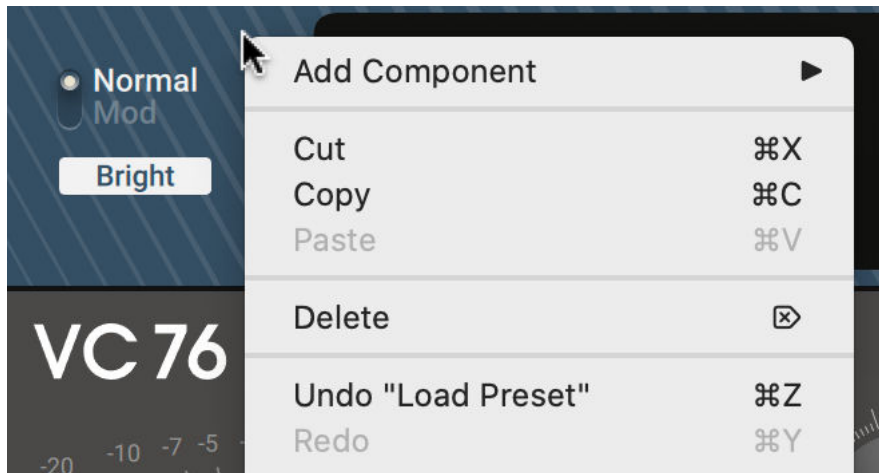 Normal
Mod
Bright
Add Component ▶
Cut ⌘X
Copy ⌘C
Paste ⌘V
Delete ⌦
Undo "Load Preset" ⌘Z
Redo ⌘Y
VC 76
-20 -10 -7 -5